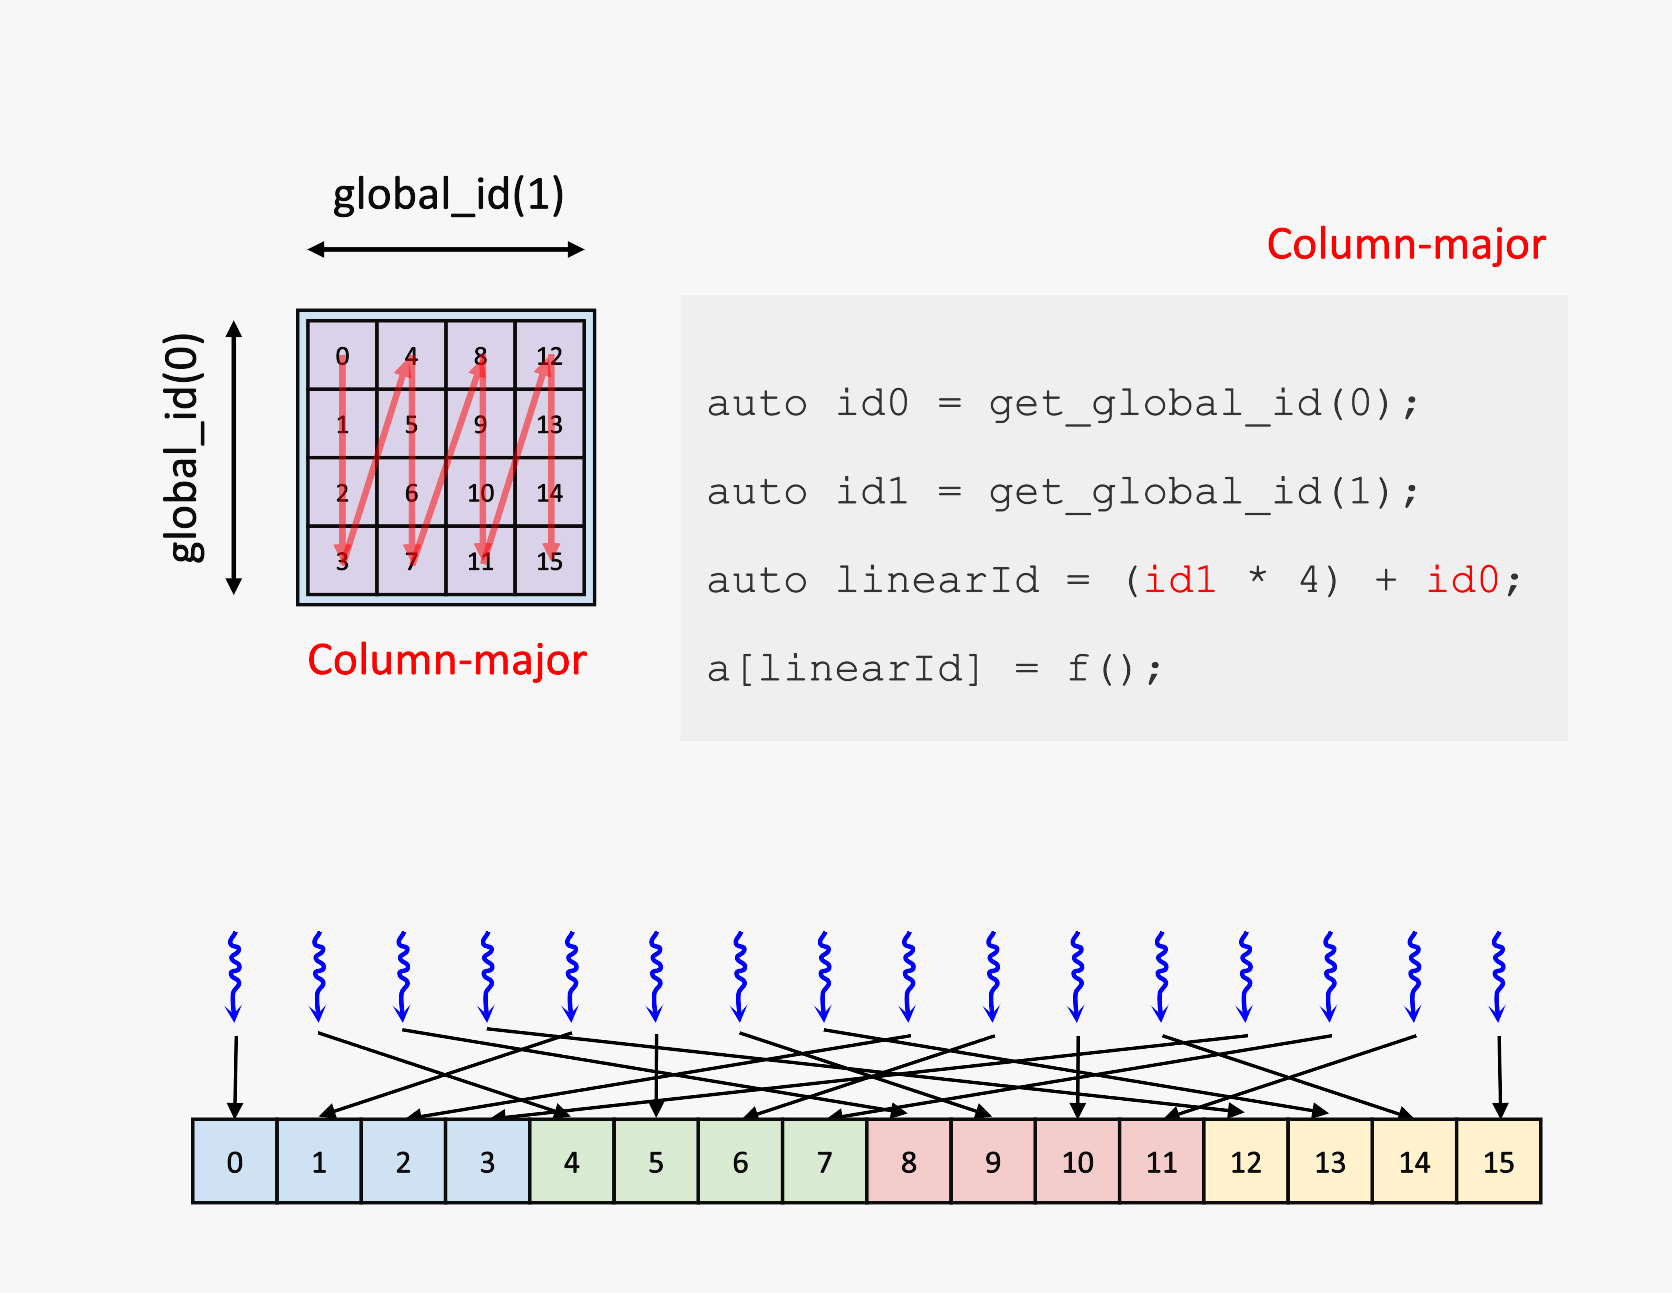 global_id(1)
Column-major
global_id(0)
0 4 8 12
1 5 9 13
2 6 10 14
3 7 11 15
Column-major
auto id0 = get_global_id(0);
auto id1 = get_global_id(1);
auto linearId = (id1 * 4) + id0;
a[linearId] = f();
0 1 2 3 4 5 6 7 8 9 10 11 12 13 14 15